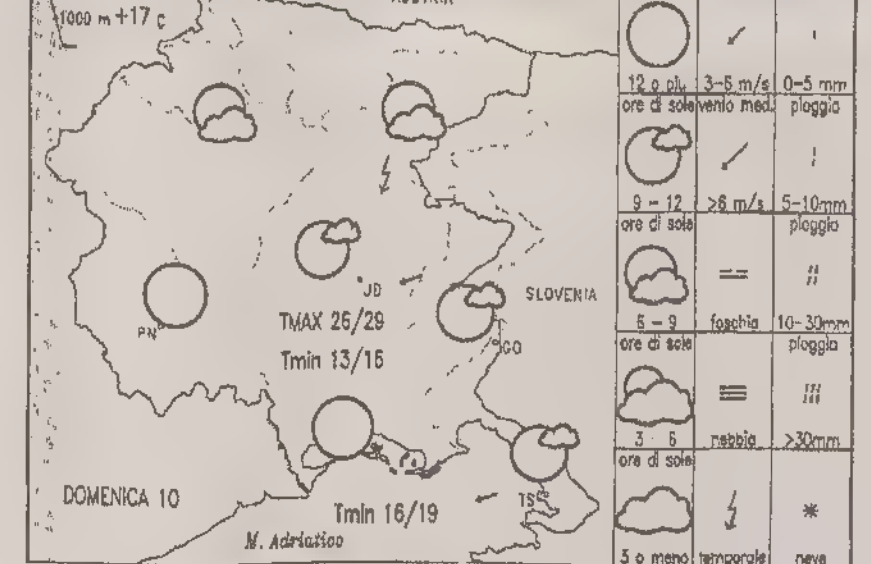 1000 m +17 c
AUSTRIA
JD
PN
TMAX 26/29
Tmin 13/16
SLOVENIA
GO
DOMENICA 10
Tmin 16/19
TS
M. Adriatico
12 o più
ore di sole
3-6 m/s
vento med.
0-5 mm
pioggia
9 - 12
ore di sole
>6 m/s
5-10mm
pioggia
6 - 9
ore di sole
foschia
10-30mm
pioggia
3 - 6
ore di sole
nebbia
>30mm
3 o meno
temporale
neve